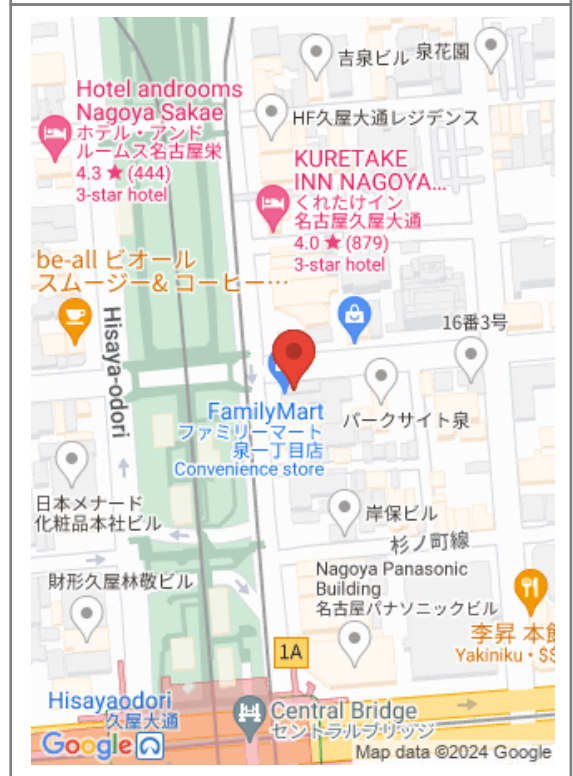 吉泉ビル
泉花園
Hotel androoms
Nagoya Sakae
ホテル・アンド
ルームス名古屋栄
4.3 ★ (444)
3-star hotel
HF久屋大通レジデンス
KURETAKE
INN NAGOYA...
くれたけイン
名古屋久屋大通
4.0 ★ (879)
3-star hotel
be-all ビオール
スムージー& コーヒー…
Hisaya-odori
16番3号
FamilyMart
ファミリーマート
泉一丁目店
Convenience store
パークサイト泉
日本メナード
化粧品本社ビル
岸保ビル
杉ノ町線
財形久屋林敬ビル
Nagoya Panasonic
Building
名古屋パナソニックビル
李昇 本館
Yakiniku • $$
1A
Hisayaodori
久屋大通
Central Bridge
セントラルブリッジ
Google
Map data ©2024 Google